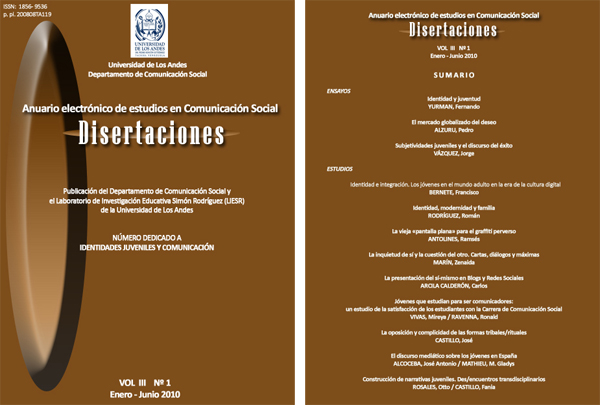 ISSN: 1856- 9536
p. pi. 200808TA119
UNIVERSIDAD
DE LOS ANDES
Universidad de Los Andes
Departamento de Comunicación Social
Anuario electrónico de estudios en Comunicación Social
Disertaciones
Publicación del Departamento de Comunicación Social y
el Laboratorio de Investigación Educativa Simón Rodríguez (LIESR)
de la Universidad de Los Andes
NÚMERO DEDICADO A
IDENTIDADES JUVENILES Y COMUNICACIÓN
VOL III Nº 1
Enero - Junio 2010
Anuario electrónico de estudios en Comunicación Social
Disertaciones
VOL III Nº 1
Enero - Junio 2010
SUMARIO
ENSAYOS
Identidad y juventud
YURMAN, Fernando
El mercado globalizado del deseo
ALZURU, Pedro
Subjetividades juveniles y el discurso del éxito
VÁZQUEZ, Jorge
ESTUDIOS
Identidad e integración. Los jóvenes en el mundo adulto en la era de la cultura digital
BERNETE, Francisco
Identidad, modernidad y familia
RODRÍGUEZ, Román
La vieja «pantalla plana» para el graffiti perverso
ANTOLINES, Ramsés
La inquietud de sí y la cuestión del otro. Cartas, diálogos y máximas
MARÍN, Zenaida
La presentación del sí-mismo en Blogs y Redes Sociales
ARCILA CALDERÓN, Carlos
Jóvenes que estudian para ser comunicadores:
un estudio de la satisfacción de los estudiantes con la Carrera de Comunicación Social
VIVAS, Mireya / RAVENNA, Ronald
La oposición y complicidad de las formas tribales/rituales
CASTILLO, José
El discurso mediático sobre los jóvenes en España
ALCOCEBA, José Antonio / MATHIEU, M. Gladys
Construcción de narrativas juveniles. Des/encuentros transdisciplinarios
ROSALES, Otto / CASTILLO, Fania